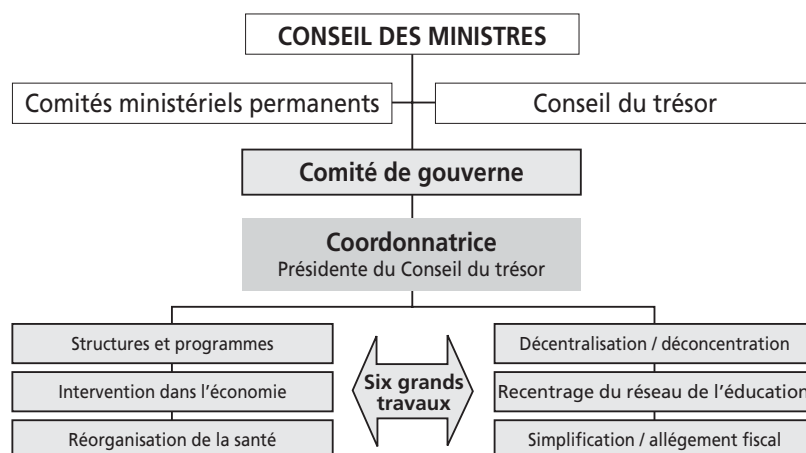 CONSEIL DES MINISTRES
Comités ministériels permanents
Conseil du trésor
Comité de gouverne
Coordonnatrice
Présidente du Conseil du trésor
Structures et programmes
Intervention dans l'économie
Réorganisation de la santé
Six grands
travaux
Décentralisation / déconcentration
Recentrage du réseau de l'éducation
Simplification / allégement fiscal